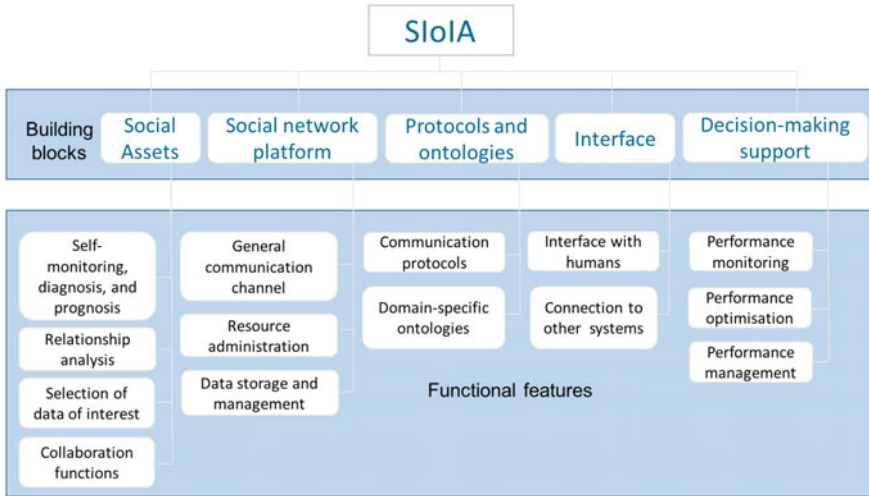 SIoIA
Building
blocks
Social
Assets
Social network
platform
Protocols and
ontologies
Interface
Decision-making
support
Self-
monitoring,
diagnosis, and
prognosis
Relationship
analysis
Selection of
data of interest
Collaboration
functions
General
communication
channel
Resource
administration
Data storage and
management
Communication
protocols
Domain-specific
ontologies
Interface with
humans
Connection to
other systems
Performance
monitoring
Performance
optimisation
Performance
management
Functional features